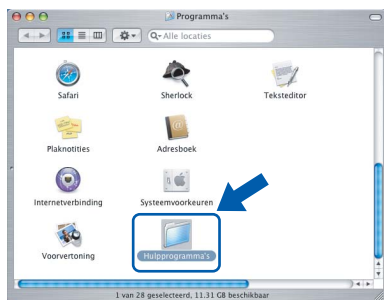 Programma's
Alle locaties
Safari
Sherlock
Teksteditor
Plaknotities
Adresboek
Internetverbinding
Systeemvoorkeuren
Voorvertoning
Hulpprogramma's
1 van 28 geselecteerd, 11.31 GB beschikbaar